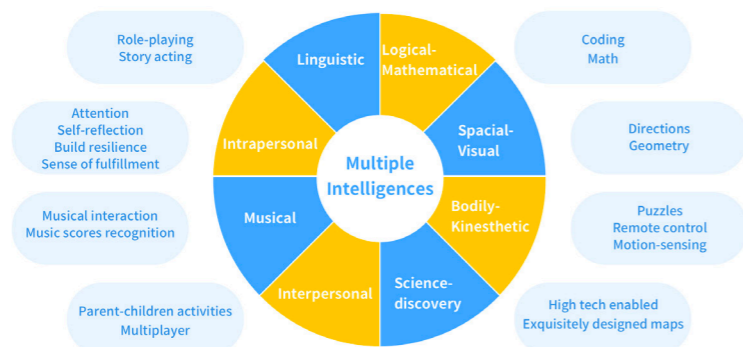 Role-playing
Story acting
Linguistic
Logical-
Mathematical
Coding
Math
Attention
Self-reflection
Build resilience
Sense of fulfillment
Intrapersonal
Spacial-
Visual
Directions
Geometry
Multiple
Intelligences
Musical interaction
Music scores recognition
Musical
Bodily-
Kinesthetic
Puzzles
Remote control
Motion-sensing
Parent-children activities
Multiplayer
Interpersonal
Science-
discovery
High tech enabled
Exquisitely designed maps